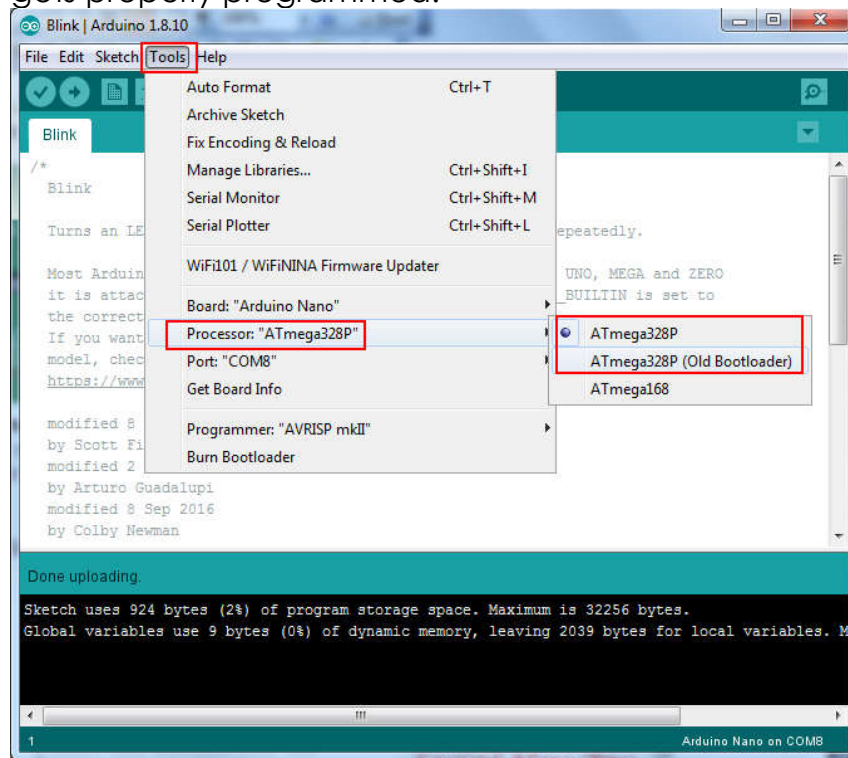 gets properly programmed.
Blink | Arduino 1.8.10
File Edit Sketch Tools Help
Auto Format Ctrl+T
Archive Sketch
Fix Encoding & Reload
Manage Libraries... Ctrl+Shift+I
Serial Monitor Ctrl+Shift+M
Serial Plotter Ctrl+Shift+L
WiFi101 / WiFiNINA Firmware Updater
Board: "Arduino Nano"
Processor: "ATmega328P"
Port: "COM8"
Get Board Info
Programmer: "AVRISP mkII"
Burn Bootloader
ATmega328P
ATmega328P (Old Bootloader)
ATmega168
Blink
/*
Blink
Turns an LE epeatedly.
Most Arduin UNO, MEGA and ZERO
it is attac _BUILTIN is set to
the correct
If you want
model, chec
https://www
modified 8
by Scott Fi
modified 2
by Arturo Guadalupi
modified 8 Sep 2016
by Colby Newman
Done uploading.
Sketch uses 924 bytes (2%) of program storage space. Maximum is 32256 bytes.
Global variables use 9 bytes (0%) of dynamic memory, leaving 2039 bytes for local variables. M
1 Arduino Nano on COM8